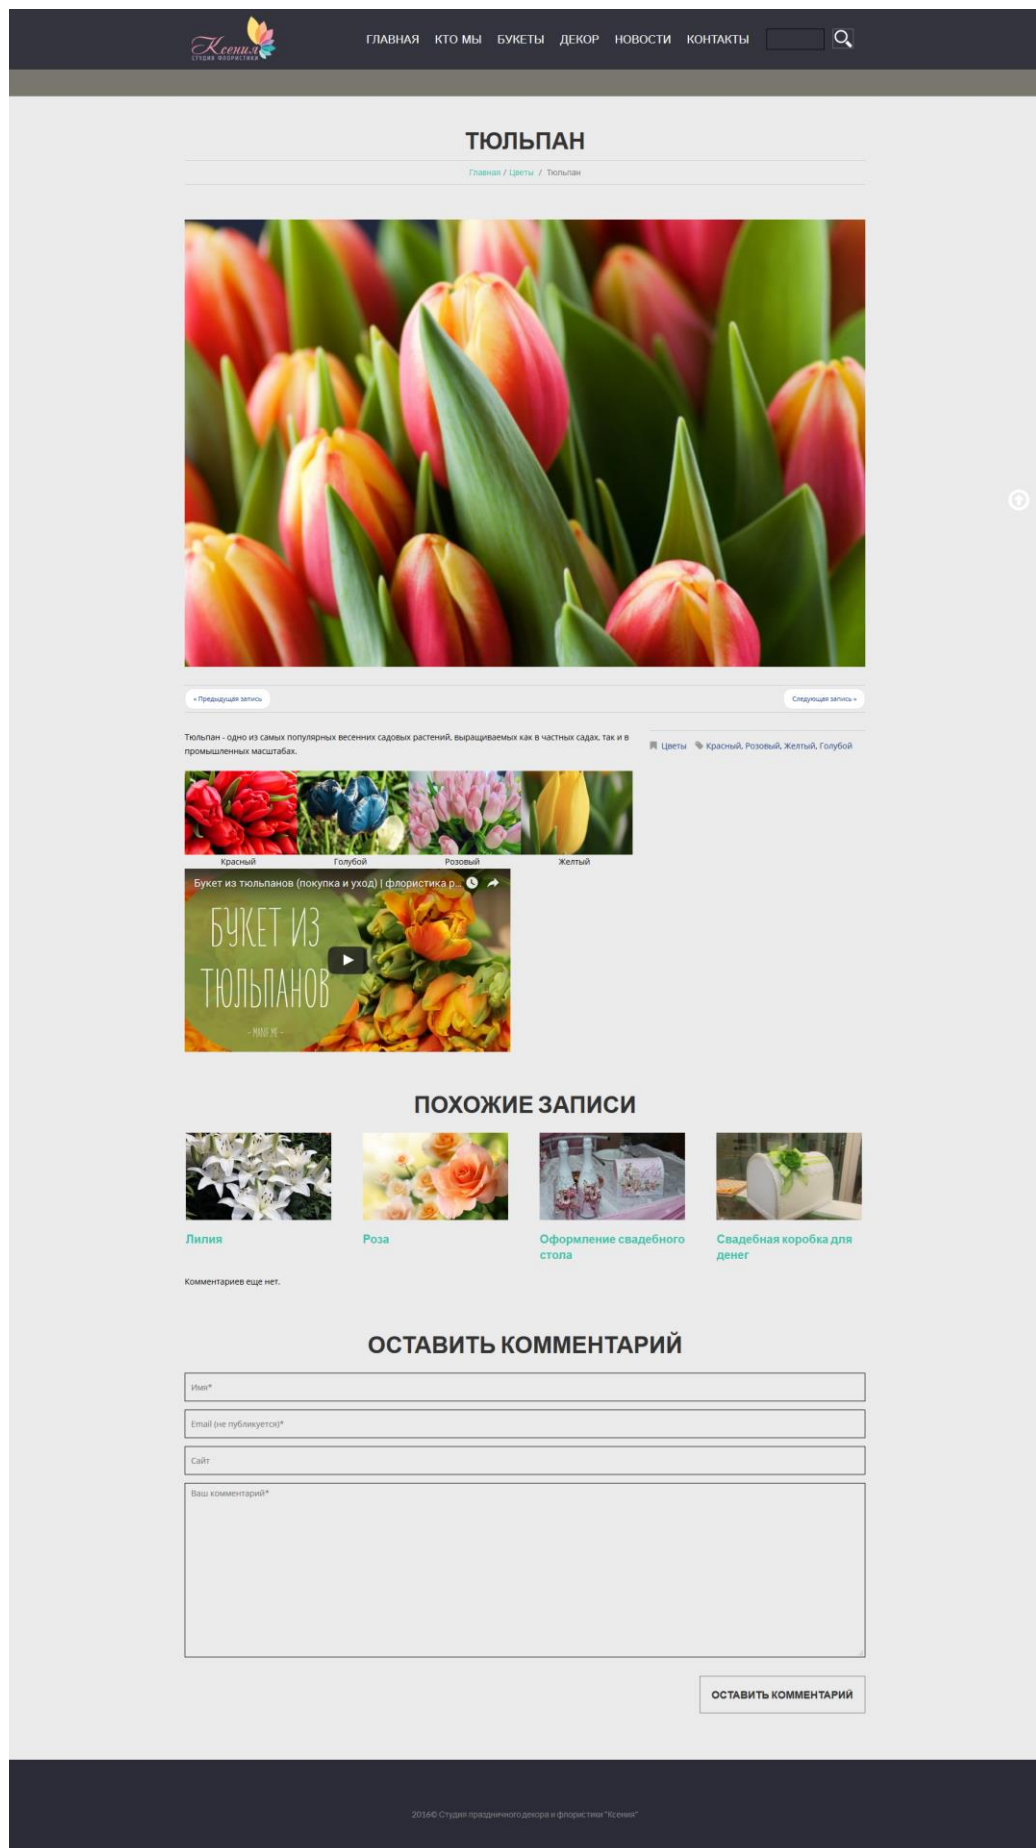 Ксения
СТУДИЯ ФЛОРИСТИКИ
ГЛАВНАЯ КТО МЫ БУКЕТЫ ДЕКОР НОВОСТИ КОНТАКТЫ
ТЮЛЬПАН
Главная / Цветы / Тюльпан
« Предыдущая запись
Следующая запись »
Тюльпан - одно из самых популярных весенних садовых растений, выращиваемых как в частных садах, так и в
промышленных масштабах.
Цветы Красный, Розовый, Желтый, Голубой
Красный Голубой Розовый Желтый
Букет из тюльпанов (покупка и уход) | флористика р...
БУКЕТ ИЗ
ТЮЛЬПАНОВ
ПОХОЖИЕ ЗАПИСИ
Лилия
Роза
Оформление свадебного
стола
Свадебная коробка для
денег
Комментариев еще нет.
ОСТАВИТЬ КОММЕНТАРИЙ
Имя*
Email (не публикуется)*
Сайт
Ваш комментарий*
ОСТАВИТЬ КОММЕНТАРИЙ
2016© Студия праздничного декора и флористики "Ксения"